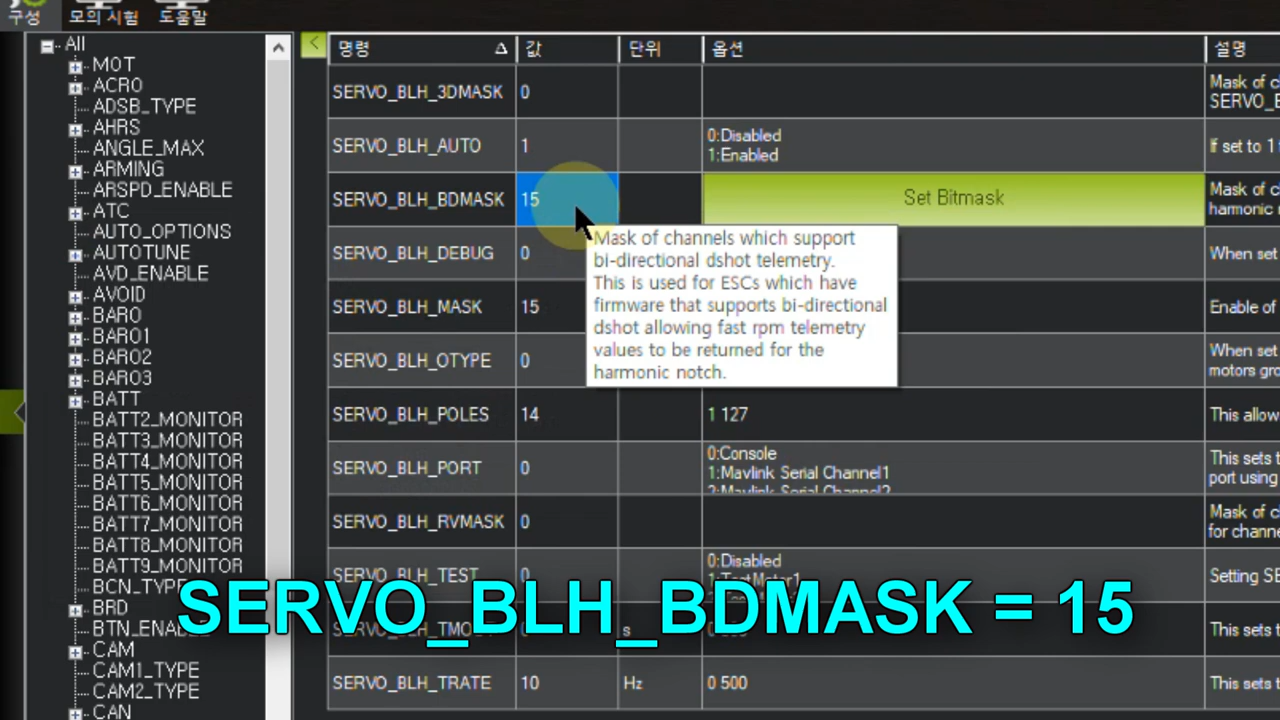 구성
모의 시험
도움말
All
MOT
ACRO
ADSB_TYPE
AHRS
ANGLE_MAX
ARMING
ARSPD_ENABLE
ATC
AUTO_OPTIONS
AUTOTUNE
AVD_ENABLE
AVOID
BARO
BARO1
BARO2
BARO3
BATT
BATT2_MONITOR
BATT3_MONITOR
BATT4_MONITOR
BATT5_MONITOR
BATT6_MONITOR
BATT7_MONITOR
BATT8_MONITOR
BATT9_MONITOR
BCN_TYPE
BRD
BTN_ENABLE
CAM
CAM1_TYPE
CAM2_TYPE
CAN
명령 Δ 값 단위 옵션 설명
SERVO_BLH_3DMASK 0 Mask of
SERVO_BLH_AUTO 1 0:Disabled If set to 1
1:Enabled
SERVO_BLH_BDMASK 15 Set Bitmask Mask of
harmonic
Mask of channels which support
bi-directional dshot telemetry.
This is used for ESCs which have
firmware that supports bi-directional
dshot allowing fast rpm telemetry
values to be returned for the
harmonic notch.
SERVO_BLH_DEBUG 0 When set
SERVO_BLH_MASK 15 Enable of
SERVO_BLH_OTYPE 0 When set
motors
SERVO_BLH_POLES 14 1 127 This allow
SERVO_BLH_PORT 0 0:Console This sets
1:Mavlink Serial Channel1 port using
2:Mavlink Serial Channel2
SERVO_BLH_RVMASK 0 Mask of
for
SERVO_BLH_TEST 0 0:Disabled Setting
1:TestMotor1
SERVO_BLH_BDMASK = 15
s This sets
SERVO_BLH_TRATE 10 Hz 0 500 This sets